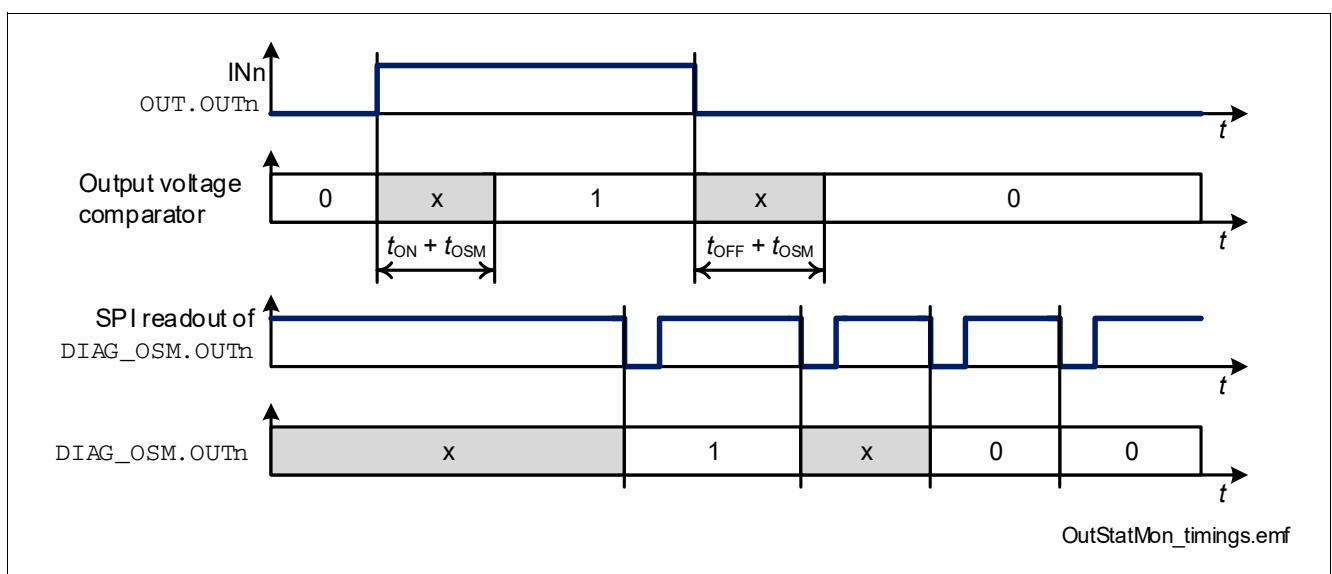 INn
OUT.OUTn
t
Output voltage
comparator
0 x 1 x 0
t
tON + tOSM tOFF + tOSM
SPI readout of
DIAG_OSM.OUTn
t
DIAG_OSM.OUTn x 1 x 0 0
t
OutStatMon_timings.emf